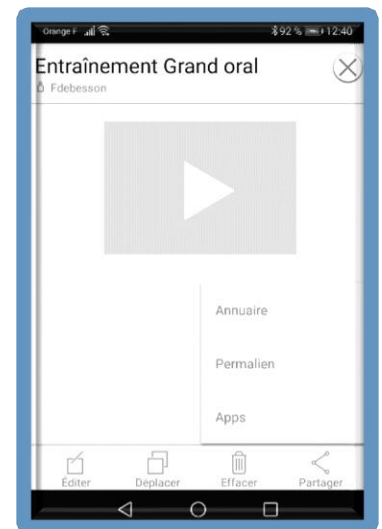 Orange F 92 % 12:40
Entraînement Grand oral
Fdebesson
Annuaire
Permalien
Apps
Éditer Déplacer Effacer Partager